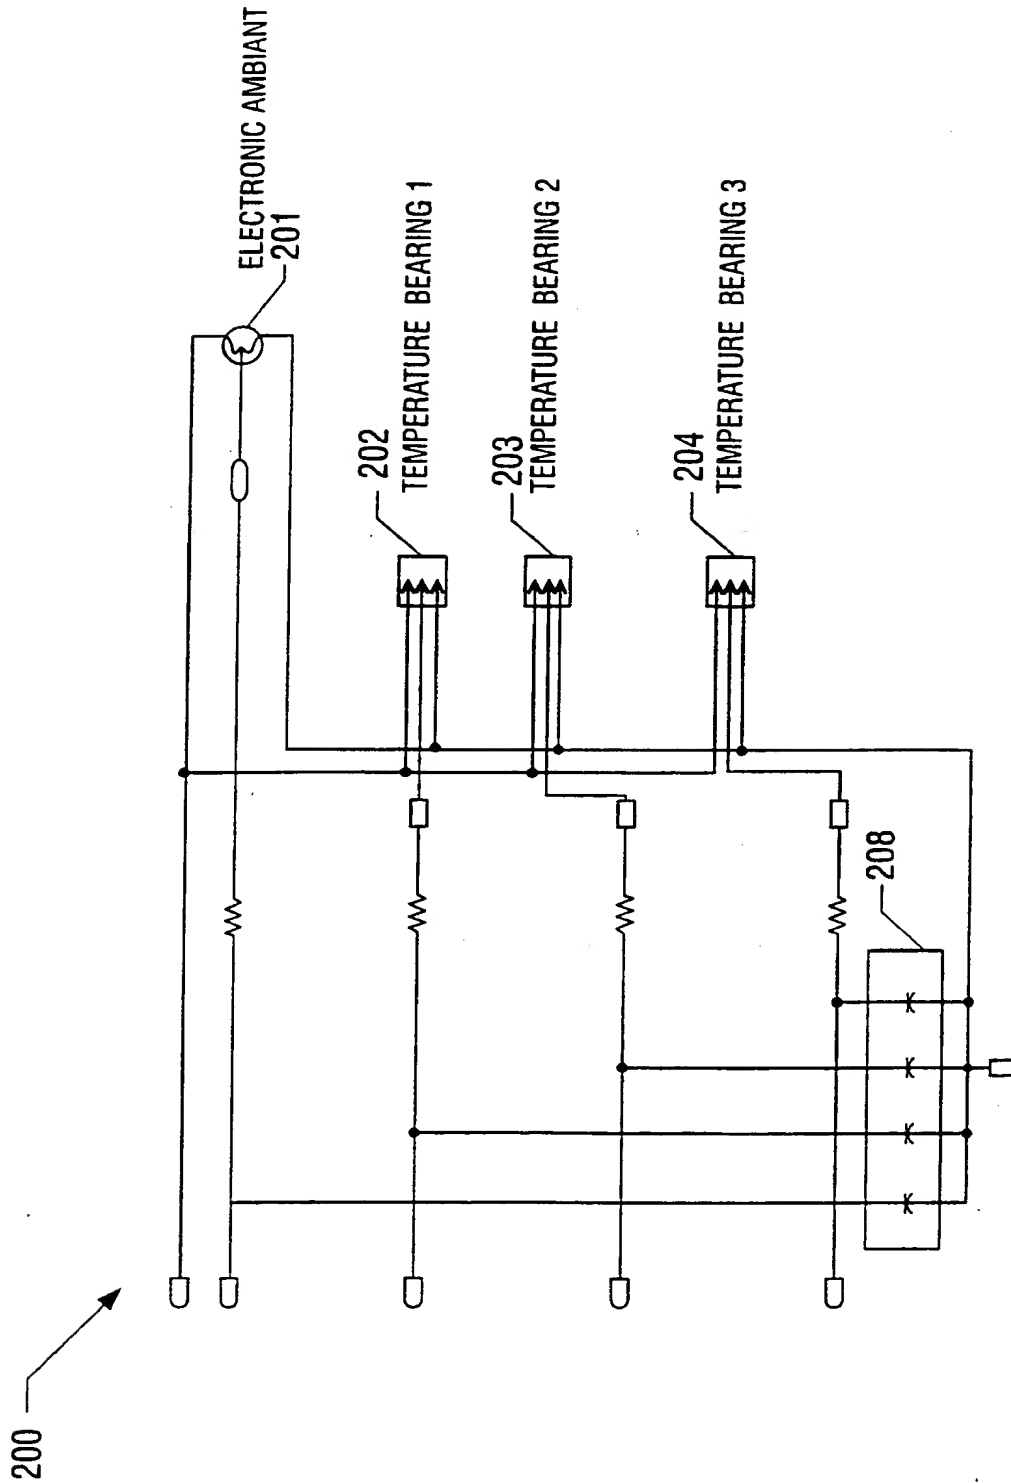 200
ELECTRONIC AMBIANT
201
202
TEMPERATURE BEARING 1
203
TEMPERATURE BEARING 2
204
TEMPERATURE BEARING 3
208